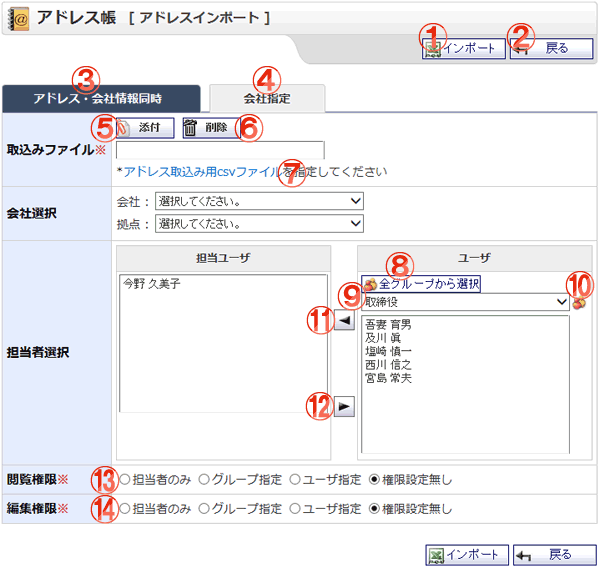 アドレス帳 [ アドレスインポート ]
① インポート ② 戻る
③ ④
アドレス・会社情報同時 会社指定
取込みファイル※
⑤ 添付 削除 ⑥
*アドレス取込み用csvファイルを指定してください
⑦
会社選択
会社： 選択してください。
拠点： 選択してください。
担当者選択
担当ユーザ
今野 久美子
⑪
⑫
ユーザ
⑧
全グループから選択
⑨ 取締役 ⑩
吾妻 育男
及川 眞
塩崎 慎一
西川 信之
宮島 常夫
閲覧権限※ ⑬ 担当者のみ グループ指定 ユーザ指定 権限設定無し
編集権限※ ⑭ 担当者のみ グループ指定 ユーザ指定 権限設定無し
インポート 戻る